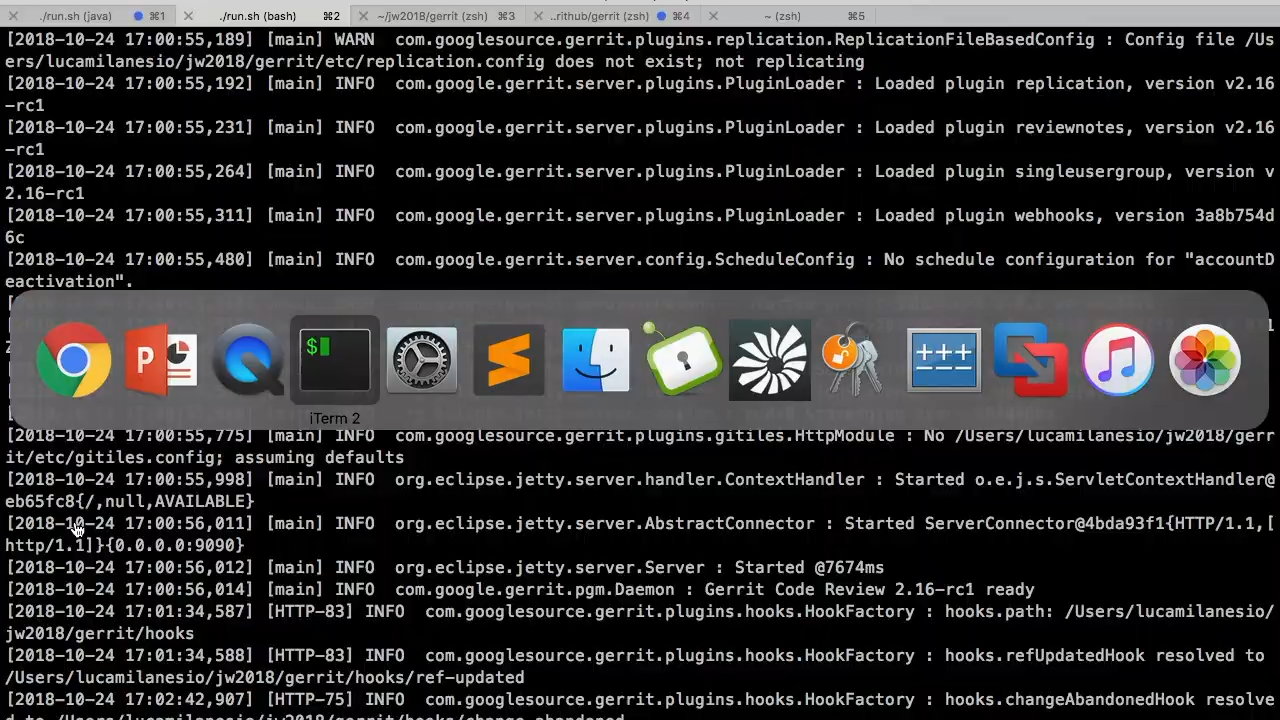 ./run.sh (java) ⌘1 ./run.sh (bash) ⌘2 ~/jw2018/gerrit (zsh) ⌘3 ..rithub/gerrit (zsh) ⌘4 ~ (zsh) ⌘5
[2018-10-24 17:00:55,189] [main] WARN  com.googlesource.gerrit.plugins.replication.ReplicationFileBasedConfig : Config file /Us
ers/lucamilanesio/jw2018/gerrit/etc/replication.config does not exist; not replicating
[2018-10-24 17:00:55,192] [main] INFO  com.google.gerrit.server.plugins.PluginLoader : Loaded plugin replication, version v2.16
-rc1
[2018-10-24 17:00:55,231] [main] INFO  com.google.gerrit.server.plugins.PluginLoader : Loaded plugin reviewnotes, version v2.16
-rc1
[2018-10-24 17:00:55,264] [main] INFO  com.google.gerrit.server.plugins.PluginLoader : Loaded plugin singleusergroup, version v
2.16-rc1
[2018-10-24 17:00:55,311] [main] INFO  com.google.gerrit.server.plugins.PluginLoader : Loaded plugin webhooks, version 3a8b754d
6c
[2018-10-24 17:00:55,480] [main] INFO  com.google.gerrit.server.config.ScheduleConfig : No schedule configuration for "accountD
eactivation".
$
P
+++
iTerm 2
[2018-10-24 17:00:55,775] [main] INFO  com.googlesource.gerrit.plugins.gitiles.HttpModule : No /Users/lucamilanesio/jw2018/gerr
it/etc/gitiles.config; assuming defaults
[2018-10-24 17:00:55,998] [main] INFO  org.eclipse.jetty.server.handler.ContextHandler : Started o.e.j.s.ServletContextHandler@
eb65fc8{/,null,AVAILABLE}
[2018-10-24 17:00:56,011] [main] INFO  org.eclipse.jetty.server.AbstractConnector : Started ServerConnector@4bda93f1{HTTP/1.1,[
http/1.1]}{0.0.0.0:9090}
[2018-10-24 17:00:56,012] [main] INFO  org.eclipse.jetty.server.Server : Started @7674ms
[2018-10-24 17:00:56,014] [main] INFO  com.google.gerrit.pgm.Daemon : Gerrit Code Review 2.16-rc1 ready
[2018-10-24 17:01:34,587] [HTTP-83] INFO  com.googlesource.gerrit.plugins.hooks.HookFactory : hooks.path: /Users/lucamilanesio/
jw2018/gerrit/hooks
[2018-10-24 17:01:34,588] [HTTP-83] INFO  com.googlesource.gerrit.plugins.hooks.HookFactory : hooks.refUpdatedHook resolved to
/Users/lucamilanesio/jw2018/gerrit/hooks/ref-updated
[2018-10-24 17:02:42,907] [HTTP-75] INFO  com.googlesource.gerrit.plugins.hooks.HookFactory : hooks.changeAbandonedHook resolve
d to /Users/lucamilanesio/jw2018/gerrit/hooks/change-abandoned